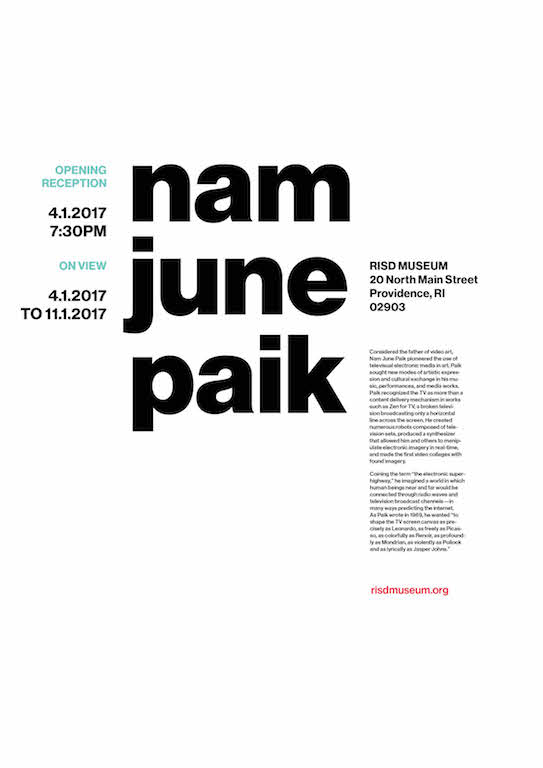 OPENING
RECEPTION
4.1.2017
7:30PM
ON VIEW
4.1.2017
TO 11.1.2017
nam
june
paik
RISD MUSEUM
20 North Main Street
Providence, RI
02903
Considered the father of video art,
Nam June Paik pioneered the use of
televisual electronic media in art. Paik
sought new modes of artistic expres-
sion and cultural exchange in his mu-
sic, performances, and media works.
Paik recognized the TV as more than a
content delivery mechanism in works
such as Zen for TV, a broken televi-
sion broadcasting only a horizontal
line across the screen. He created
numerous robots composed of tele-
vision sets, produced a synthesizer
that allowed him and others to manip-
ulate electronic imagery in real-time,
and made the first video collages with
found imagery.
Coining the term “the electronic super-
highway,” he imagined a world in which
human beings near and far would be
connected through radio waves and
television broadcast channels—in
many ways predicting the internet.
As Paik wrote in 1969, he wanted “to
shape the TV screen canvas as pre-
cisely as Leonardo, as freely as Picas-
so, as colorfully as Renoir, as profound-
ly as Mondrian, as violently as Pollock
and as lyrically as Jasper Johns.”
risdmuseum.org